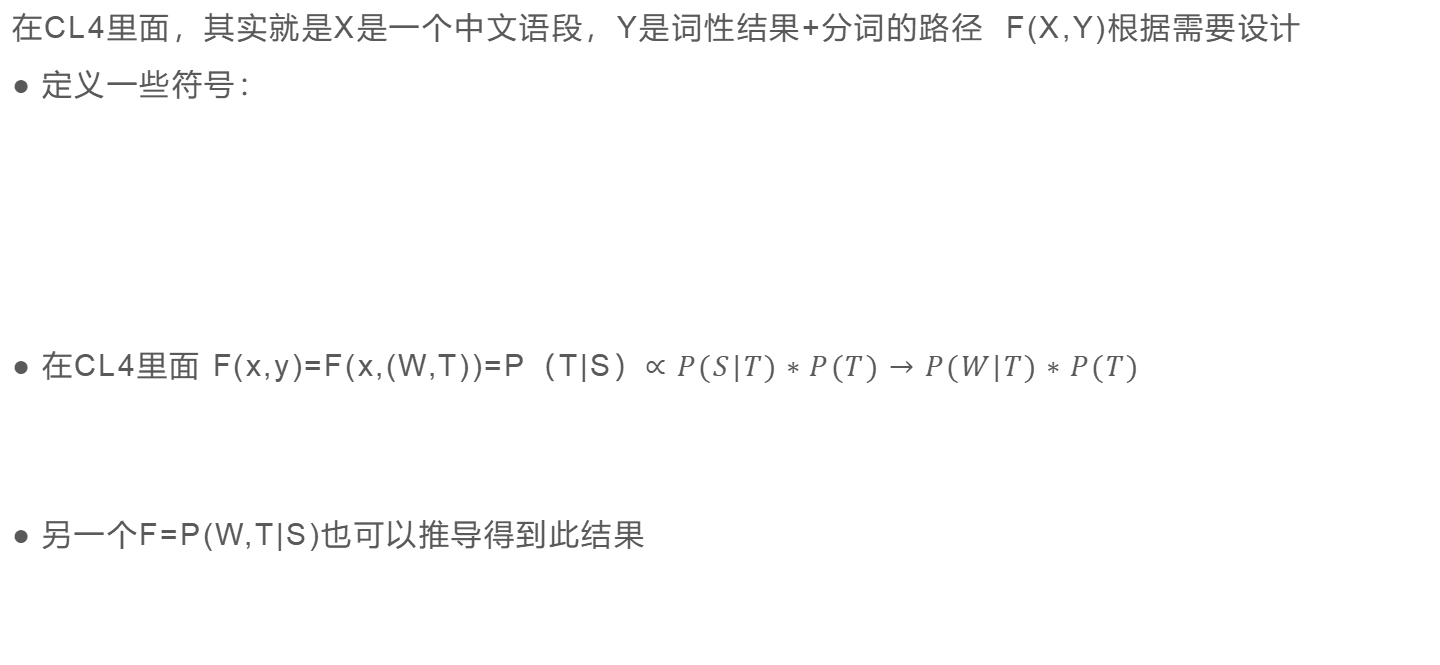 在CL4里面，其实就是X是一个中文语段，Y是词性结果+分词的路径 F(X,Y)根据需要设计
● 定义一些符号：
● 在CL4里面 F(x,y)=F(x,(W,T))=P（T|S）∝ P(S|T) ∗ P(T) → P(W|T) ∗ P(T)
● 另一个F=P(W,T|S)也可以推导得到此结果